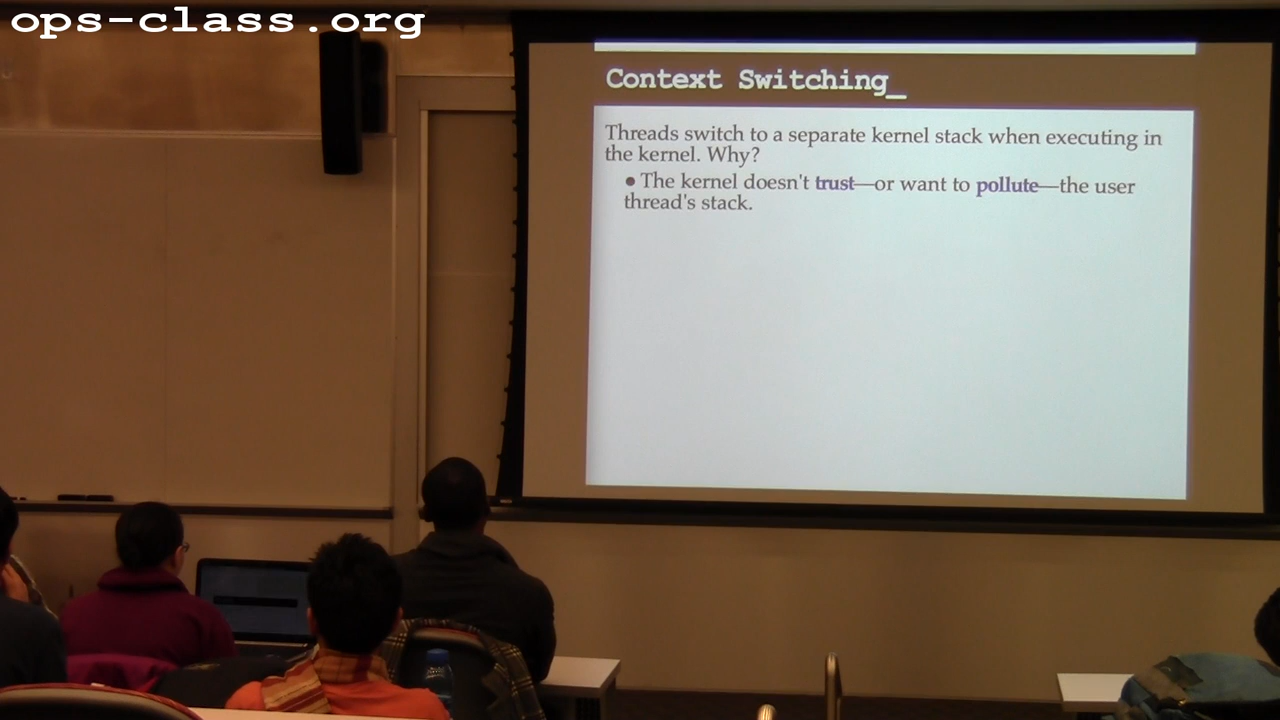 ops-class.org
Context Switching_
Threads switch to a separate kernel stack when executing in
the kernel. Why?
● The kernel doesn't trust—or want to pollute—the user
thread's stack.